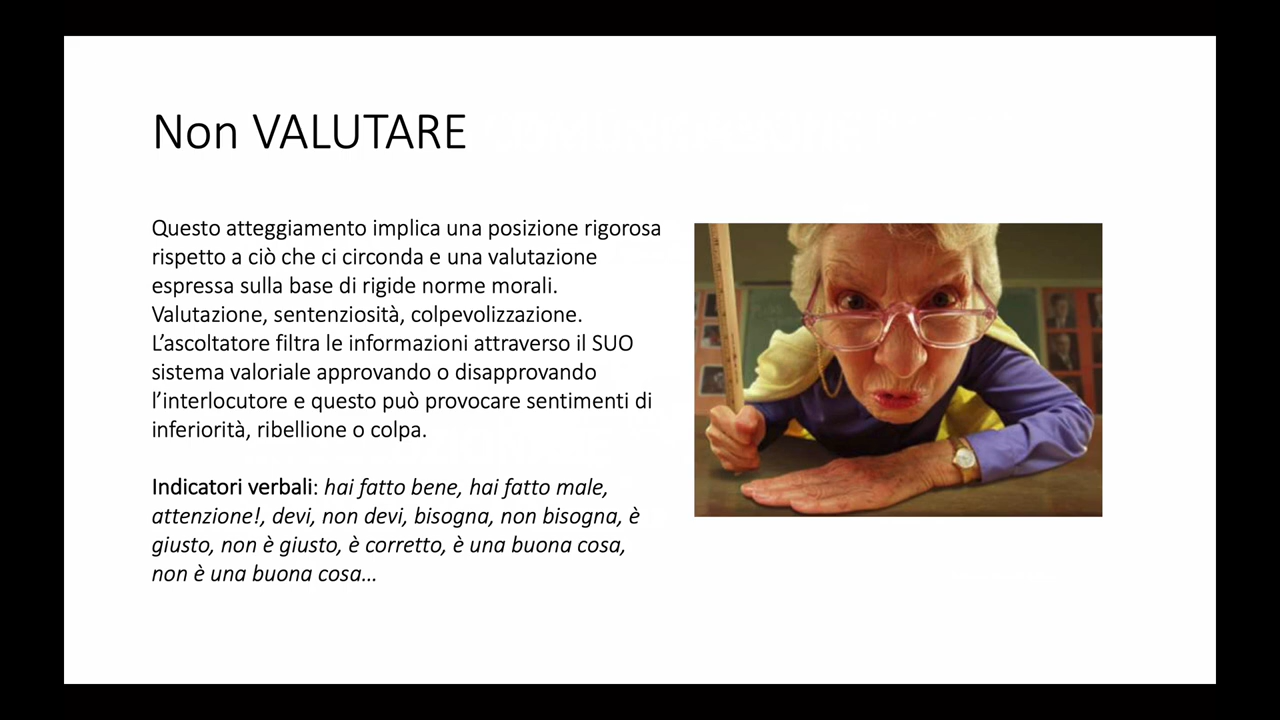 Non VALUTARE
Questo atteggiamento implica una posizione rigorosa
rispetto a ciò che ci circonda e una valutazione
espressa sulla base di rigide norme morali.
Valutazione, sentenziosità, colpevolizzazione.
L’ascoltatore filtra le informazioni attraverso il SUO
sistema valoriale approvando o disapprovando
l’interlocutore e questo può provocare sentimenti di
inferiorità, ribellione o colpa.
Indicatori verbali: hai fatto bene, hai fatto male,
attenzione!, devi, non devi, bisogna, non bisogna, è
giusto, non è giusto, è corretto, è una buona cosa,
non è una buona cosa…